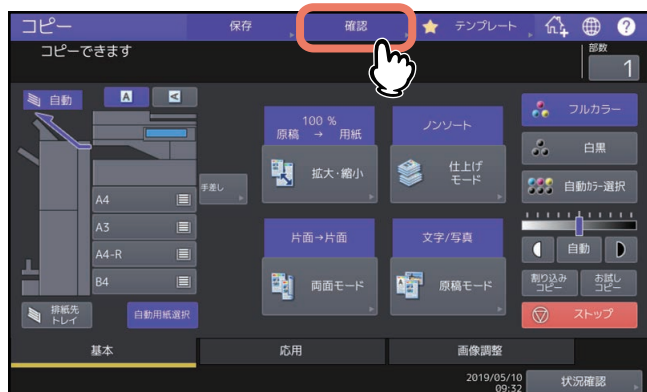 コピー
保存
確認
テンプレート
コピーできます
部数
1
自動
A
A
手差し
A4
A3
A4-R
B4
排紙先
トレイ
自動用紙選択
100 %
原稿 → 用紙
拡大・縮小
ノンソート
仕上げ
モード
片面→片面
両面モード
文字/写真
原稿モード
フルカラー
白黒
自動カラー選択
自動
割り込み
コピー
お試し
コピー
ストップ
基本
応用
画像調整
2019/05/10
09:32
状況確認